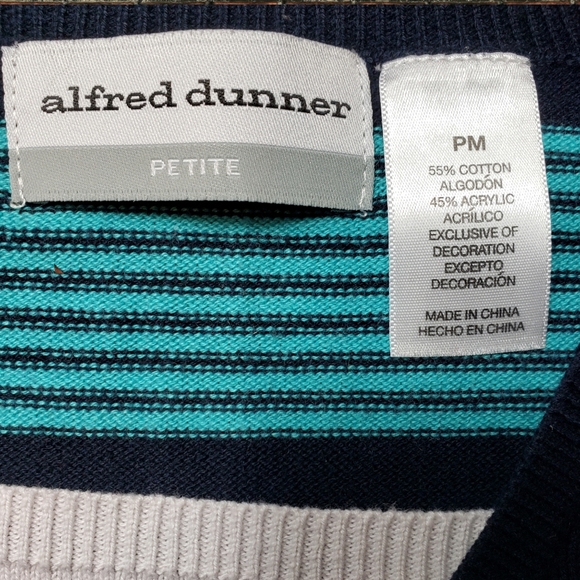 alfred dunner
PETITE
PM
55% COTTON
ALGODÓN
45% ACRYLIC
ACRÍLICO
EXCLUSIVE OF
DECORATION
EXCEPTO
DECORACIÓN
MADE IN CHINA
HECHO EN CHINA